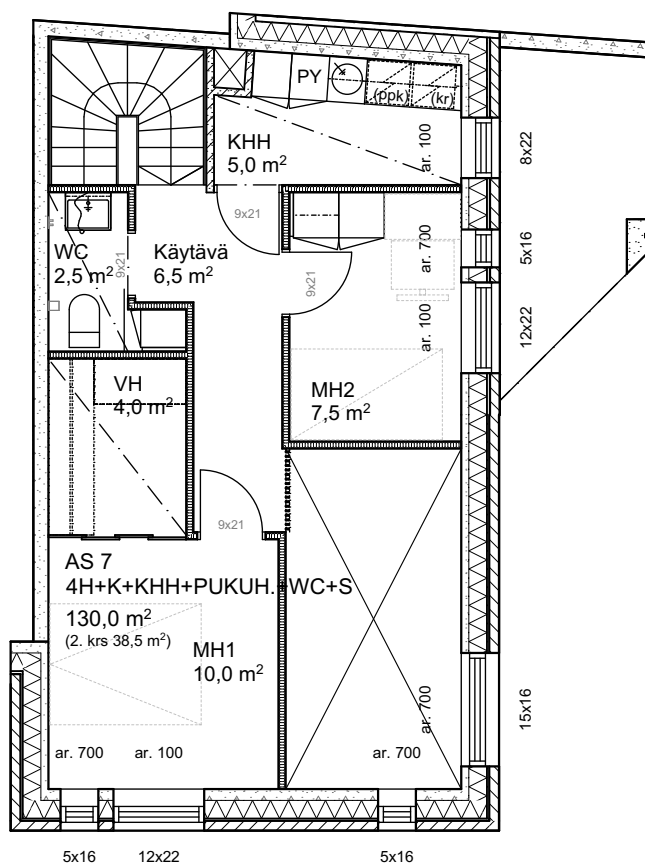 PY
(ppk)
(kr)
KHH
5,0 m²
ar. 100
8x22
9x21
WC
2,5 m²
9x21
Käytävä
6,5 m²
ar. 700
5x16
9x21
ar. 100
12x22
VH
4,0 m²
MH2
7,5 m²
9x21
AS 7
4H+K+KHH+PUKUH.+WC+S
130,0 m²
(2. krs 38,5 m²)
MH1
10,0 m²
ar. 700
15x16
ar. 700
ar. 100
ar. 700
5x16
12x22
5x16